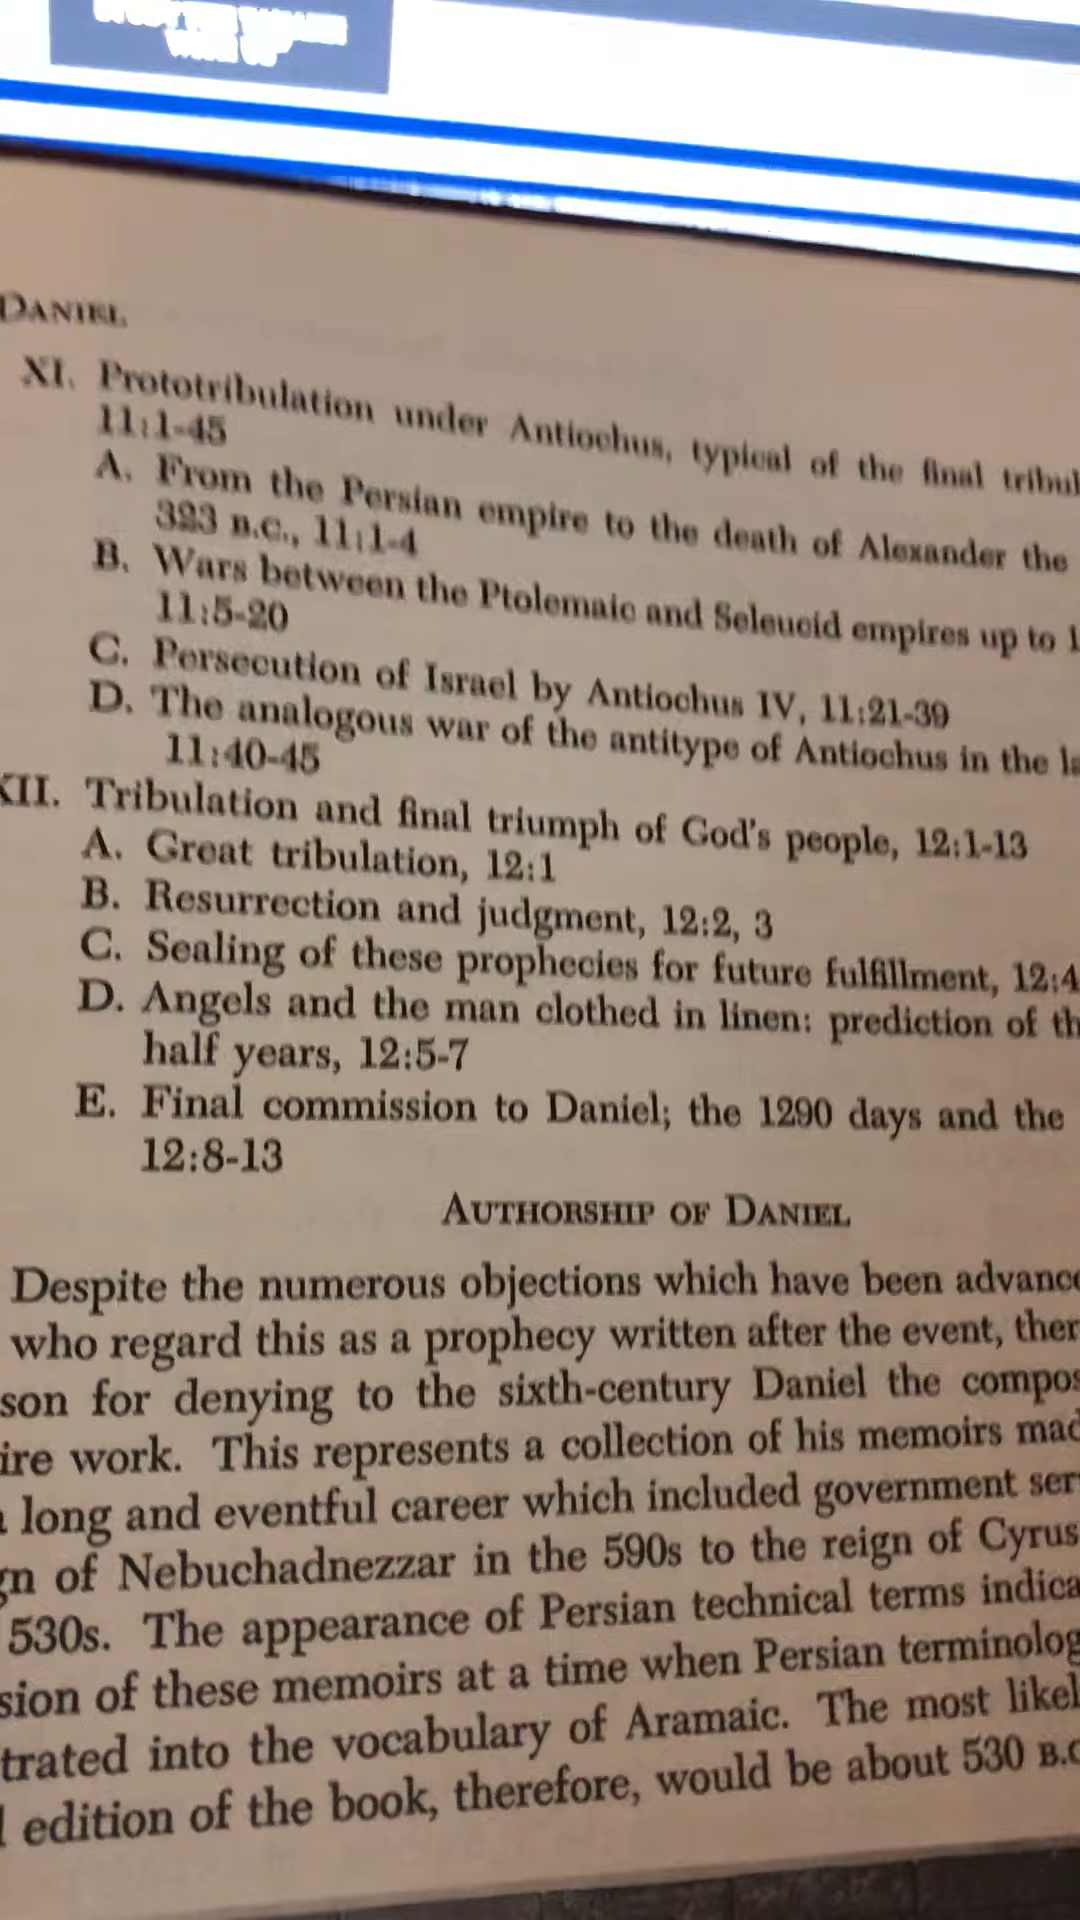 DANIEL
XI. Prototribulation under Antiochus, typical of the final tribul
11:1-45
A. From the Persian empire to the death of Alexander the
323 B.C., 11:1-4
B. Wars between the Ptolemaic and Seleucid empires up to 1
11:5-20
C. Persecution of Israel by Antiochus IV, 11:21-39
D. The analogous war of the antitype of Antiochus in the la
11:40-45
XII. Tribulation and final triumph of God's people, 12:1-13
A. Great tribulation, 12:1
B. Resurrection and judgment, 12:2, 3
C. Sealing of these prophecies for future fulfillment, 12:4
D. Angels and the man clothed in linen: prediction of th
half years, 12:5-7
E. Final commission to Daniel; the 1290 days and the
12:8-13
AUTHORSHIP OF DANIEL
Despite the numerous objections which have been advance
who regard this as a prophecy written after the event, ther
son for denying to the sixth-century Daniel the compos
ire work. This represents a collection of his memoirs mad
a long and eventful career which included government ser
gn of Nebuchadnezzar in the 590s to the reign of Cyrus
530s. The appearance of Persian technical terms indica
sion of these memoirs at a time when Persian terminolog
trated into the vocabulary of Aramaic. The most likel
l edition of the book, therefore, would be about 530 B.C